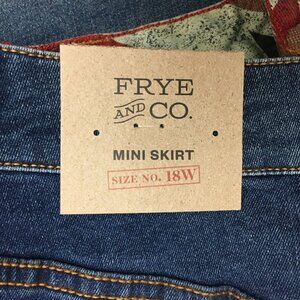 FRYE
AND CO.
MINI SKIRT
SIZE NO. 18W